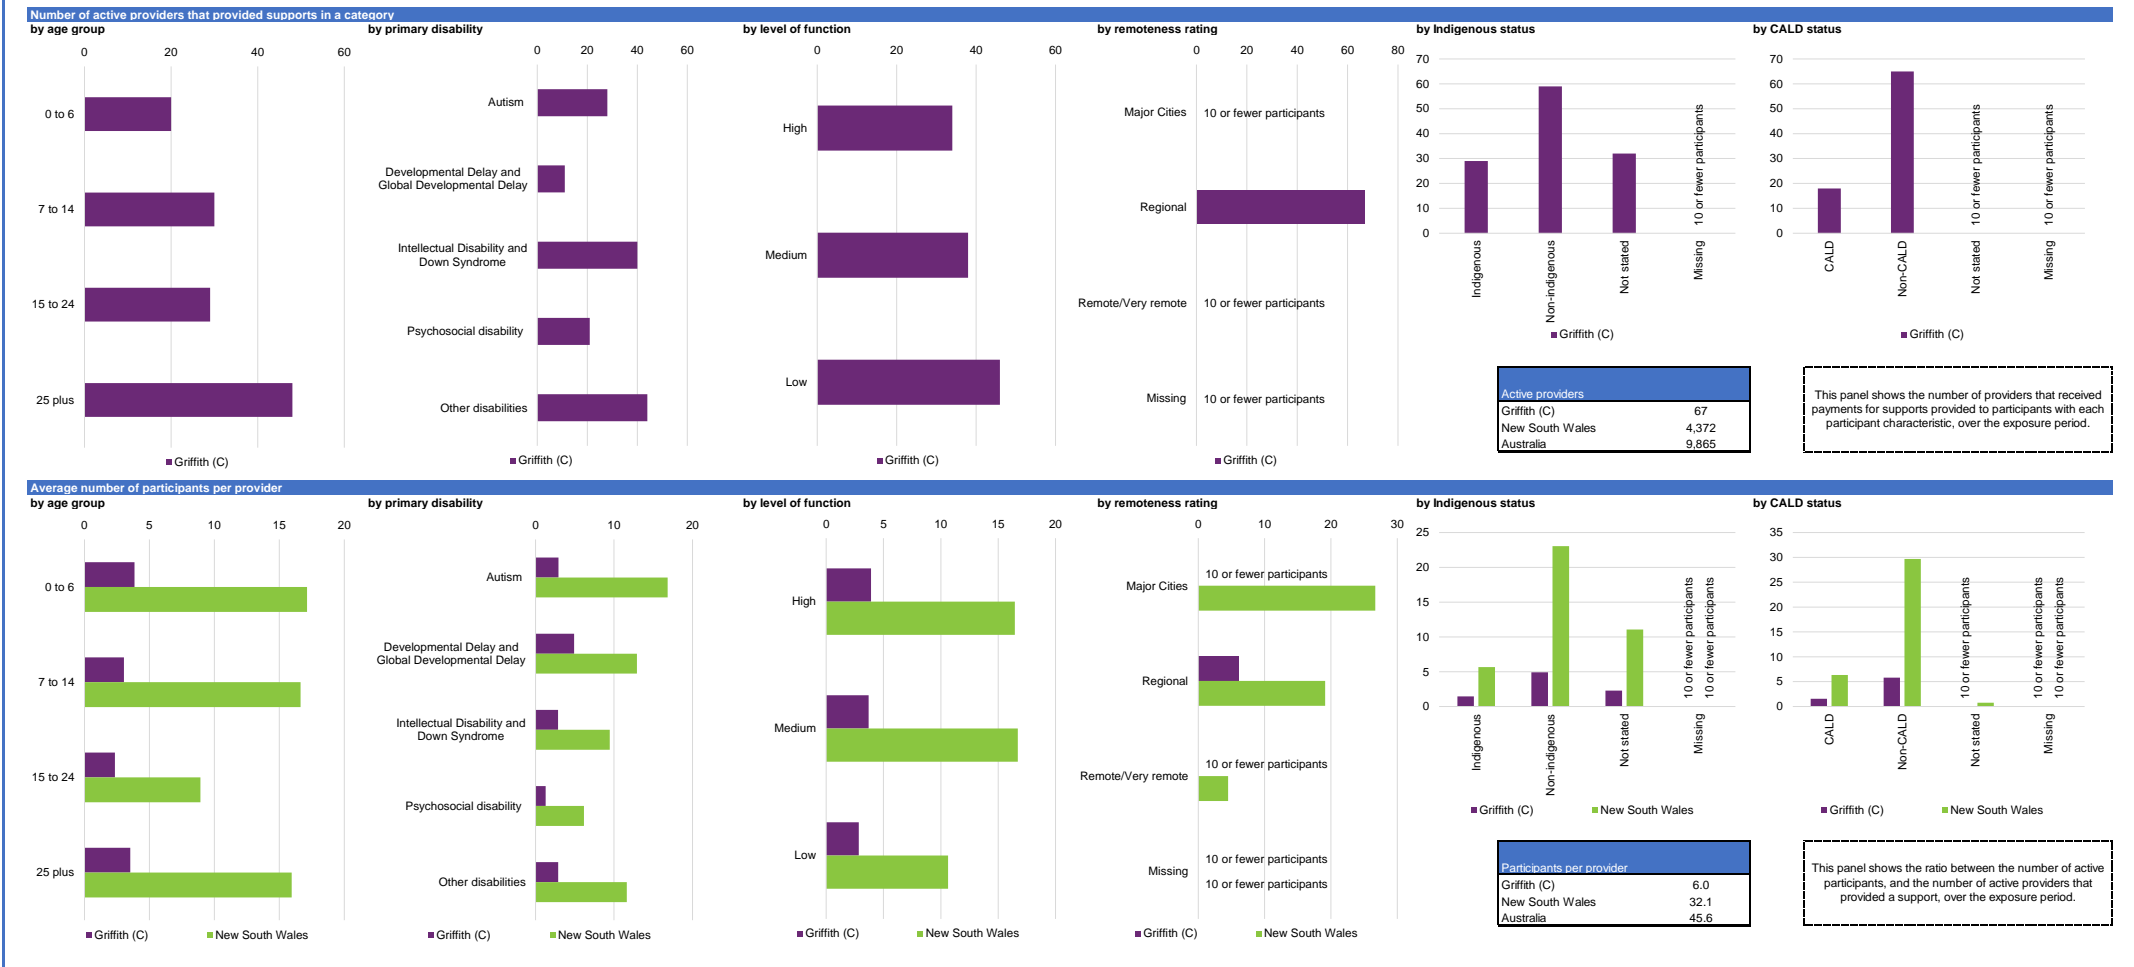 Number of active providers that provided supports in a category
by age group
0 20 40 60
0 to 6
7 to 14
15 to 24
25 plus
Griffith (C)
by primary disability
0 20 40 60
Autism
Developmental Delay and
Global Developmental Delay
Intellectual Disability and
Down Syndrome
Psychosocial disability
Other disabilities
Griffith (C)
by level of function
0 20 40 60
High
Medium
Low
Griffith (C)
by remoteness rating
0 20 40 60 80
Major Cities 10 or fewer participants
Regional
Remote/Very remote 10 or fewer participants
Missing 10 or fewer participants
Griffith (C)
by Indigenous status
70
60
50
40
30
20
10
0
10 or fewer participants
Indigenous
Non-indigenous
Not stated
Missing
Griffith (C)
by CALD status
70
60
50
40
30
20
10
0
10 or fewer participants
10 or fewer participants
CALD
Non-CALD
Not stated
Missing
Griffith (C)
Active providers
Griffith (C) 67
New South Wales 4,372
Australia 9,865
This panel shows the number of providers that received
payments for supports provided to participants with each
participant characteristic, over the exposure period.
Average number of participants per provider
by age group
0 5 10 15 20
0 to 6
7 to 14
15 to 24
25 plus
Griffith (C) New South Wales
by primary disability
0 10 20
Autism
Developmental Delay and
Global Developmental Delay
Intellectual Disability and
Down Syndrome
Psychosocial disability
Other disabilities
Griffith (C) New South Wales
by level of function
0 5 10 15 20
High
Medium
Low
Griffith (C) New South Wales
by remoteness rating
0 10 20 30
10 or fewer participants
Major Cities
Regional
10 or fewer participants
Remote/Very remote
10 or fewer participants
Missing
10 or fewer participants
Griffith (C) New South Wales
by Indigenous status
25
20
15
10
5
0
10 or fewer participants
10 or fewer participants
Indigenous
Non-indigenous
Not stated
Missing
Griffith (C) New South Wales
by CALD status
35
30
25
20
15
10
5
0
10 or fewer participants
10 or fewer participants
10 or fewer participants
CALD
Non-CALD
Not stated
Missing
Griffith (C) New South Wales
Participants per provider
Griffith (C) 6.0
New South Wales 32.1
Australia 45.6
This panel shows the ratio between the number of active
participants, and the number of active providers that
provided a support, over the exposure period.